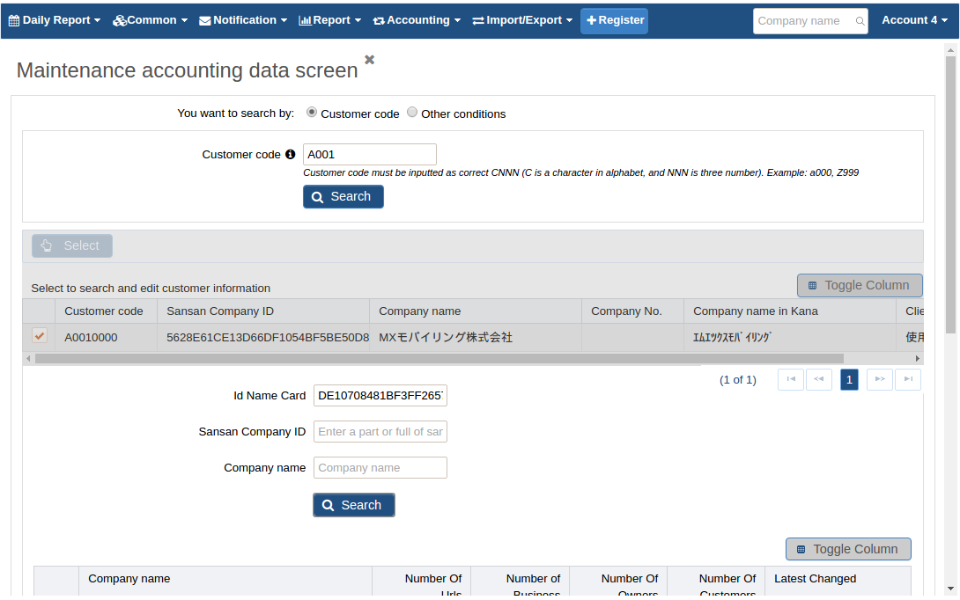 Daily Report Common Notification Report Accounting Import/Export Register Company name Account 4
Maintenance accounting data screen
You want to search by: Customer code Other conditions
Customer code A001
Customer code must be inputted as correct CNNN (C is a character in alphabet, and NNN is three number). Example: a000, Z999
Search
Select
Select to search and edit customer information Toggle Column
Customer code Sansan Company ID Company name Company No. Company name in Kana Clie
A0010000 5628E61CE13D66DF1054BF5BE50D8 MXモバイリング株式会社 ｴﾑｴﾂｸｽﾓﾊﾞｲﾘﾝｸﾞ 使用
(1 of 1) 1
Id Name Card DE10708481BF3FF265
Sansan Company ID Enter a part or full of sar
Company name Company name
Search
Toggle Column
Company name Number Of Urls Number of Business Number Of Owners Number Of Customers Latest Changed